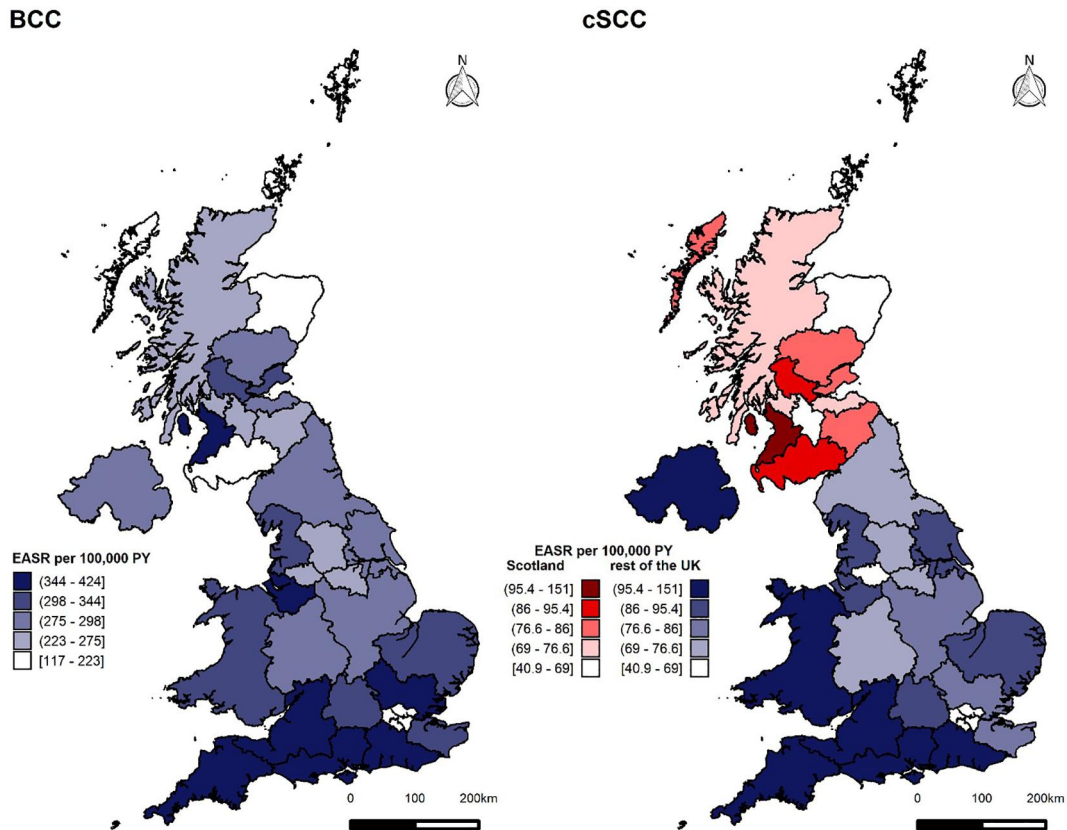 BCC
N
EASR per 100,000 PY
(344 - 424]
(298 - 344]
(275 - 298]
(223 - 275]
[117 - 223]
0 100 200km
cSCC
N
EASR per 100,000 PY
Scotland rest of the UK
(95.4 - 151] (95.4 - 151]
(86 - 95.4] (86 - 95.4]
(76.6 - 86] (76.6 - 86]
(69 - 76.6] (69 - 76.6]
[40.9 - 69] [40.9 - 69]
0 100 200km